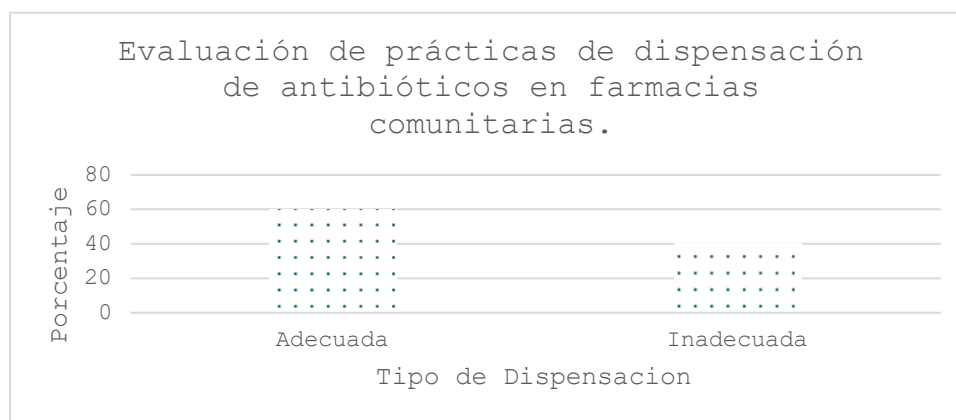 Evaluación de prácticas de dispensación
de antibióticos en farmacias
comunitarias.
80
60
40
20
0
Porcentaje
Adecuada
Inadecuada
Tipo de Dispensacion